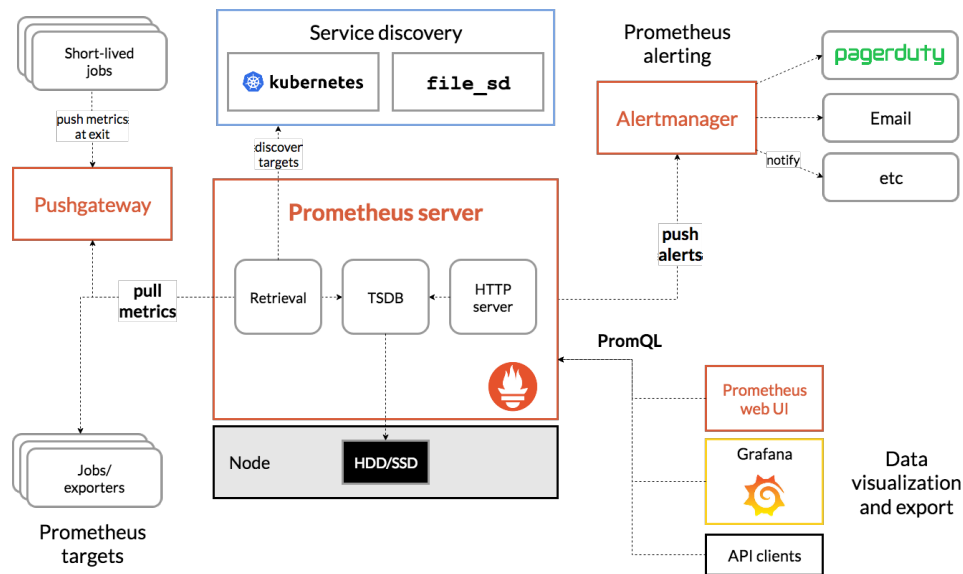 Short-lived
jobs
push metrics
at exit
Pushgateway
pull
metrics
Jobs/
exporters
Prometheus
targets
Service discovery
kubernetes
file_sd
discover
targets
Prometheus server
Retrieval
TSDB
HTTP
server
Node
HDD/SSD
Prometheus
alerting
Alertmanager
pagerduty
Email
notify
etc
push
alerts
PromQL
Prometheus
web UI
Grafana
API clients
Data
visualization
and export